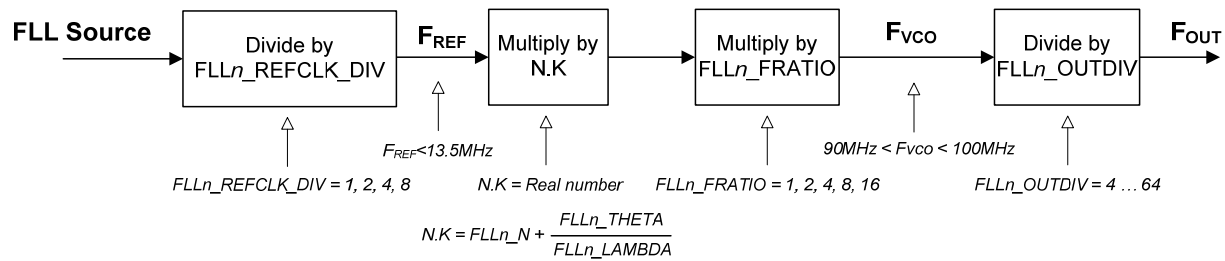 FLL Source
Divide by
FLLn_REFCLK_DIV
FREF
Multiply by
N.K
Multiply by
FLLn_FRATIO
FVCO
Divide by
FLLn_OUTDIV
FOUT
FREF<13.5MHz
90MHz < Fvco < 100MHz
FLLn_REFCLK_DIV = 1, 2, 4, 8
N.K = Real number
FLLn_FRATIO = 1, 2, 4, 8, 16
FLLn_OUTDIV = 4 … 64
N.K = FLLn_N + FLLn_THETA
FLLn_LAMBDA